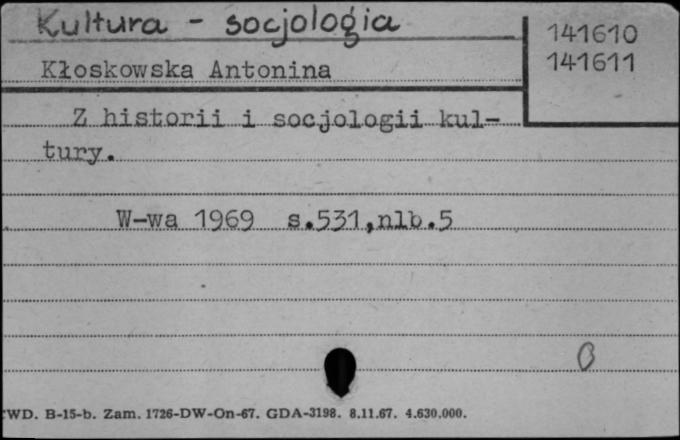 Kultura - socjologia
141610
141611
Kłoskowska Antonina
Z historii i socjologii kul-
tury.
W-wa 1969 s.531,nlb.5
0
WD. B-15-b. Zam. 1726-DW-On-67. GDA-3198. 8.11.67. 4.630.000.